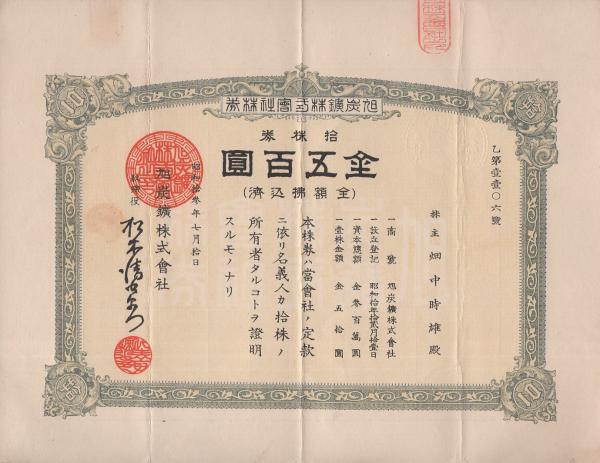 旭炭鑛株式會社株券
拾株券
金五百圓
(全額拂込濟)
乙第壹壹〇六號
株主 畑中時雄殿
一商號 旭炭鑛株式會社
一設立登記 昭和拾年拾貳月拾壹日
一資本總額 金參百萬圓
一壹株金額 金五拾圓
本株券ハ當會社ノ定款
ニ依リ名義人カ拾株ノ
所有者タルコトヲ證明
スルモノナリ
昭和拾參年七月拾日
旭炭鑛株式會社
取締役
拾
拾